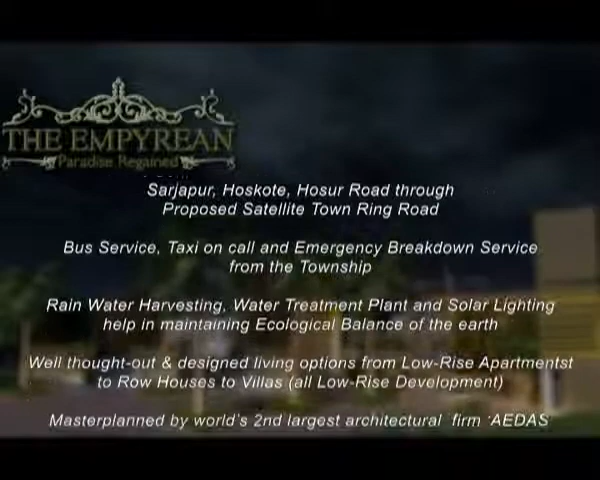 THE EMPYREAN
Paradise Regained
Sarjapur, Hoskote, Hosur Road through
Proposed Satellite Town Ring Road
Bus Service, Taxi on call and Emergency Breakdown Service
from the Township
Rain Water Harvesting, Water Treatment Plant and Solar Lighting
help in maintaining Ecological Balance of the earth
Well thought-out & designed living options from Low-Rise Apartmentst
to Row Houses to Villas (all Low-Rise Development)
Masterplanned by world's 2nd largest architectural firm 'AEDAS'